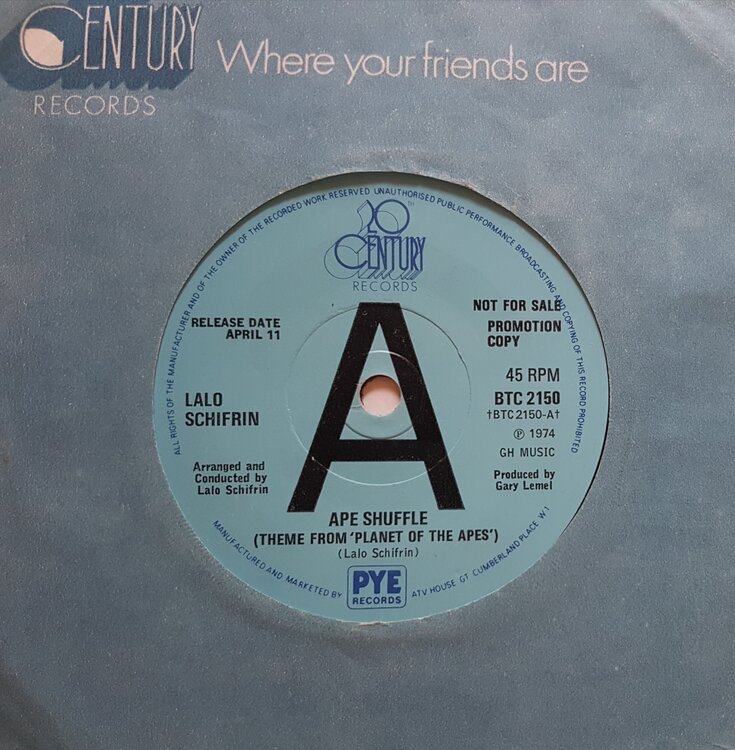 CENTURY
RECORDS
Where your friends are
ALL RIGHTS OF THE MANUFACTURER AND OF THE OWNER OF THE RECORDED WORK RESERVED UNAUTHORISED PUBLIC PERFORMANCE BROADCASTING AND COPYING OF THIS RECORD PROHIBITED
20TH
CENTURY
RECORDS
RELEASE DATE
APRIL 11
NOT FOR SALE
PROMOTION
COPY
A
LALO
SCHIFRIN
45 RPM
BTC 2150
†BTC 2150-A†
Ⓟ 1974
GH MUSIC
Arranged and
Conducted by
Lalo Schifrin
Produced by
Gary Lemel
APE SHUFFLE
(THEME FROM 'PLANET OF THE APES')
(Lalo Schifrin)
MANUFACTURED AND MARKETED BY
PYE
RECORDS
ATV HOUSE GT CUMBERLAND PLACE W.1